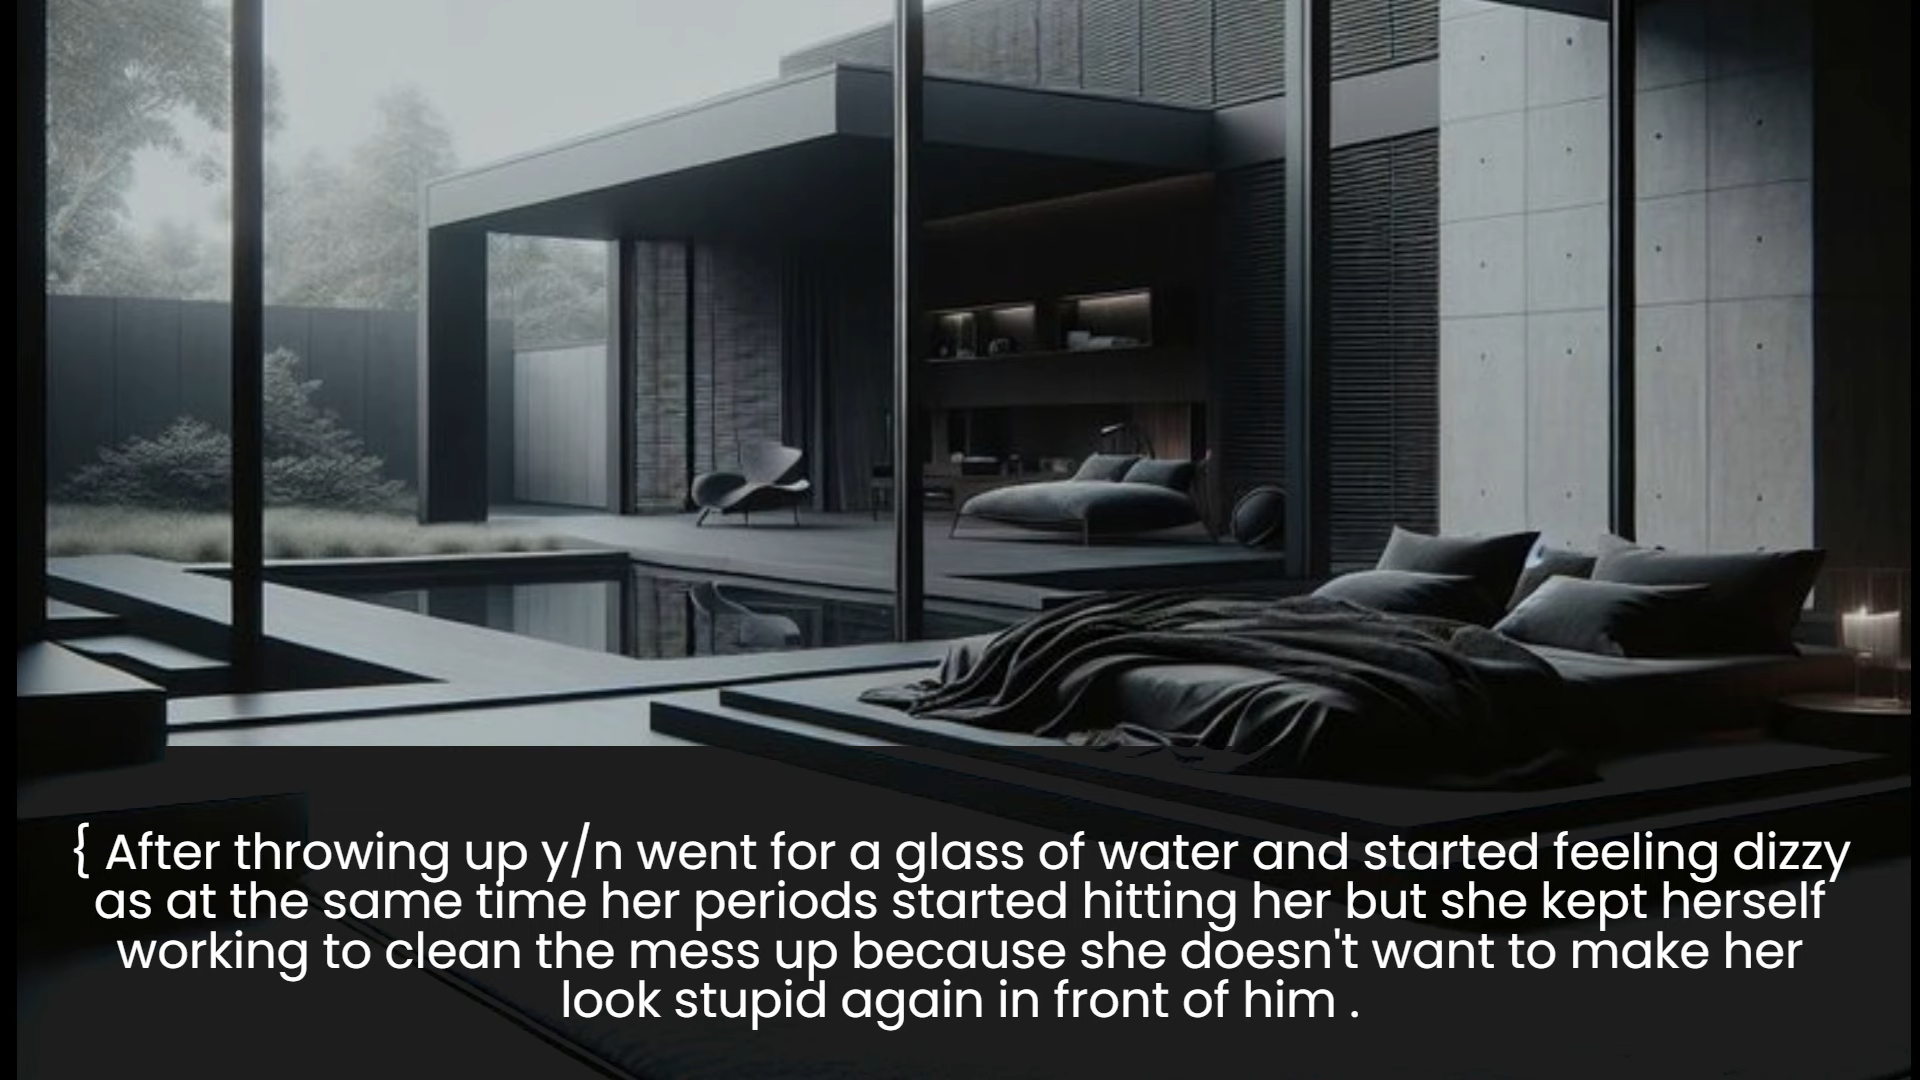 { After throwing up y/n went for a glass of water and started feeling dizzy
as at the same time her periods started hitting her but she kept herself
working to clean the mess up because she doesn't want to make her
look stupid again in front of him .